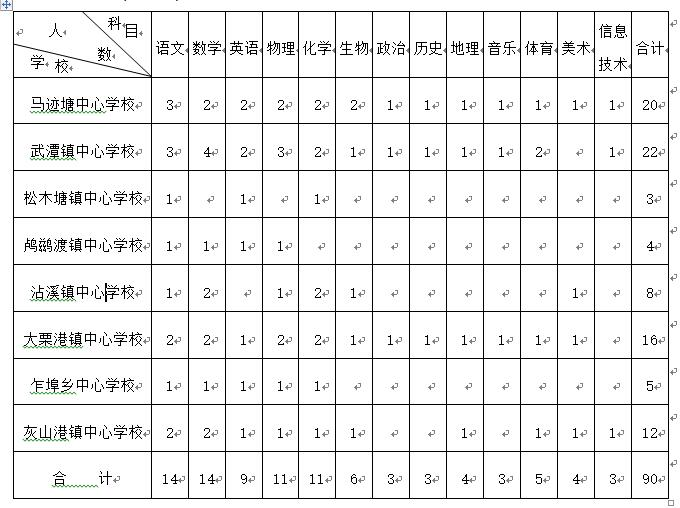 科 目
人 数
学 校
语文 数学 英语 物理 化学 生物 政治 历史 地理 音乐 体育 美术 信息技术 合计
马迹塘中心学校 3 2 2 2 2 2 1 1 1 1 1 1 1 20
武潭镇中心学校 3 4 2 3 2 1 1 1 1 1 2 1 22
松木塘镇中心学校 1 1 1 3
鸬鹚渡镇中心学校 1 1 1 1 4
沾溪镇中心学校 1 2 1 2 1 1 8
大栗港镇中心学校 2 2 1 2 2 1 1 1 1 1 1 1 16
乍埠乡中心学校 1 1 1 1 1 5
灰山港镇中心学校 2 2 1 1 1 1 1 1 1 1 12
合 计 14 14 9 11 11 6 3 3 4 3 5 4 3 90